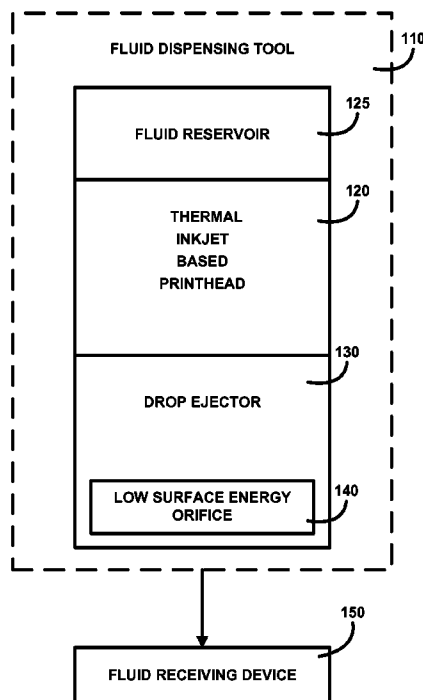 FLUID DISPENSING TOOL
110
125
FLUID RESERVOIR
120
THERMAL
INKJET
BASED
PRINTHEAD
130
DROP EJECTOR
140
LOW SURFACE ENERGY
ORIFICE
150
FLUID RECEIVING DEVICE